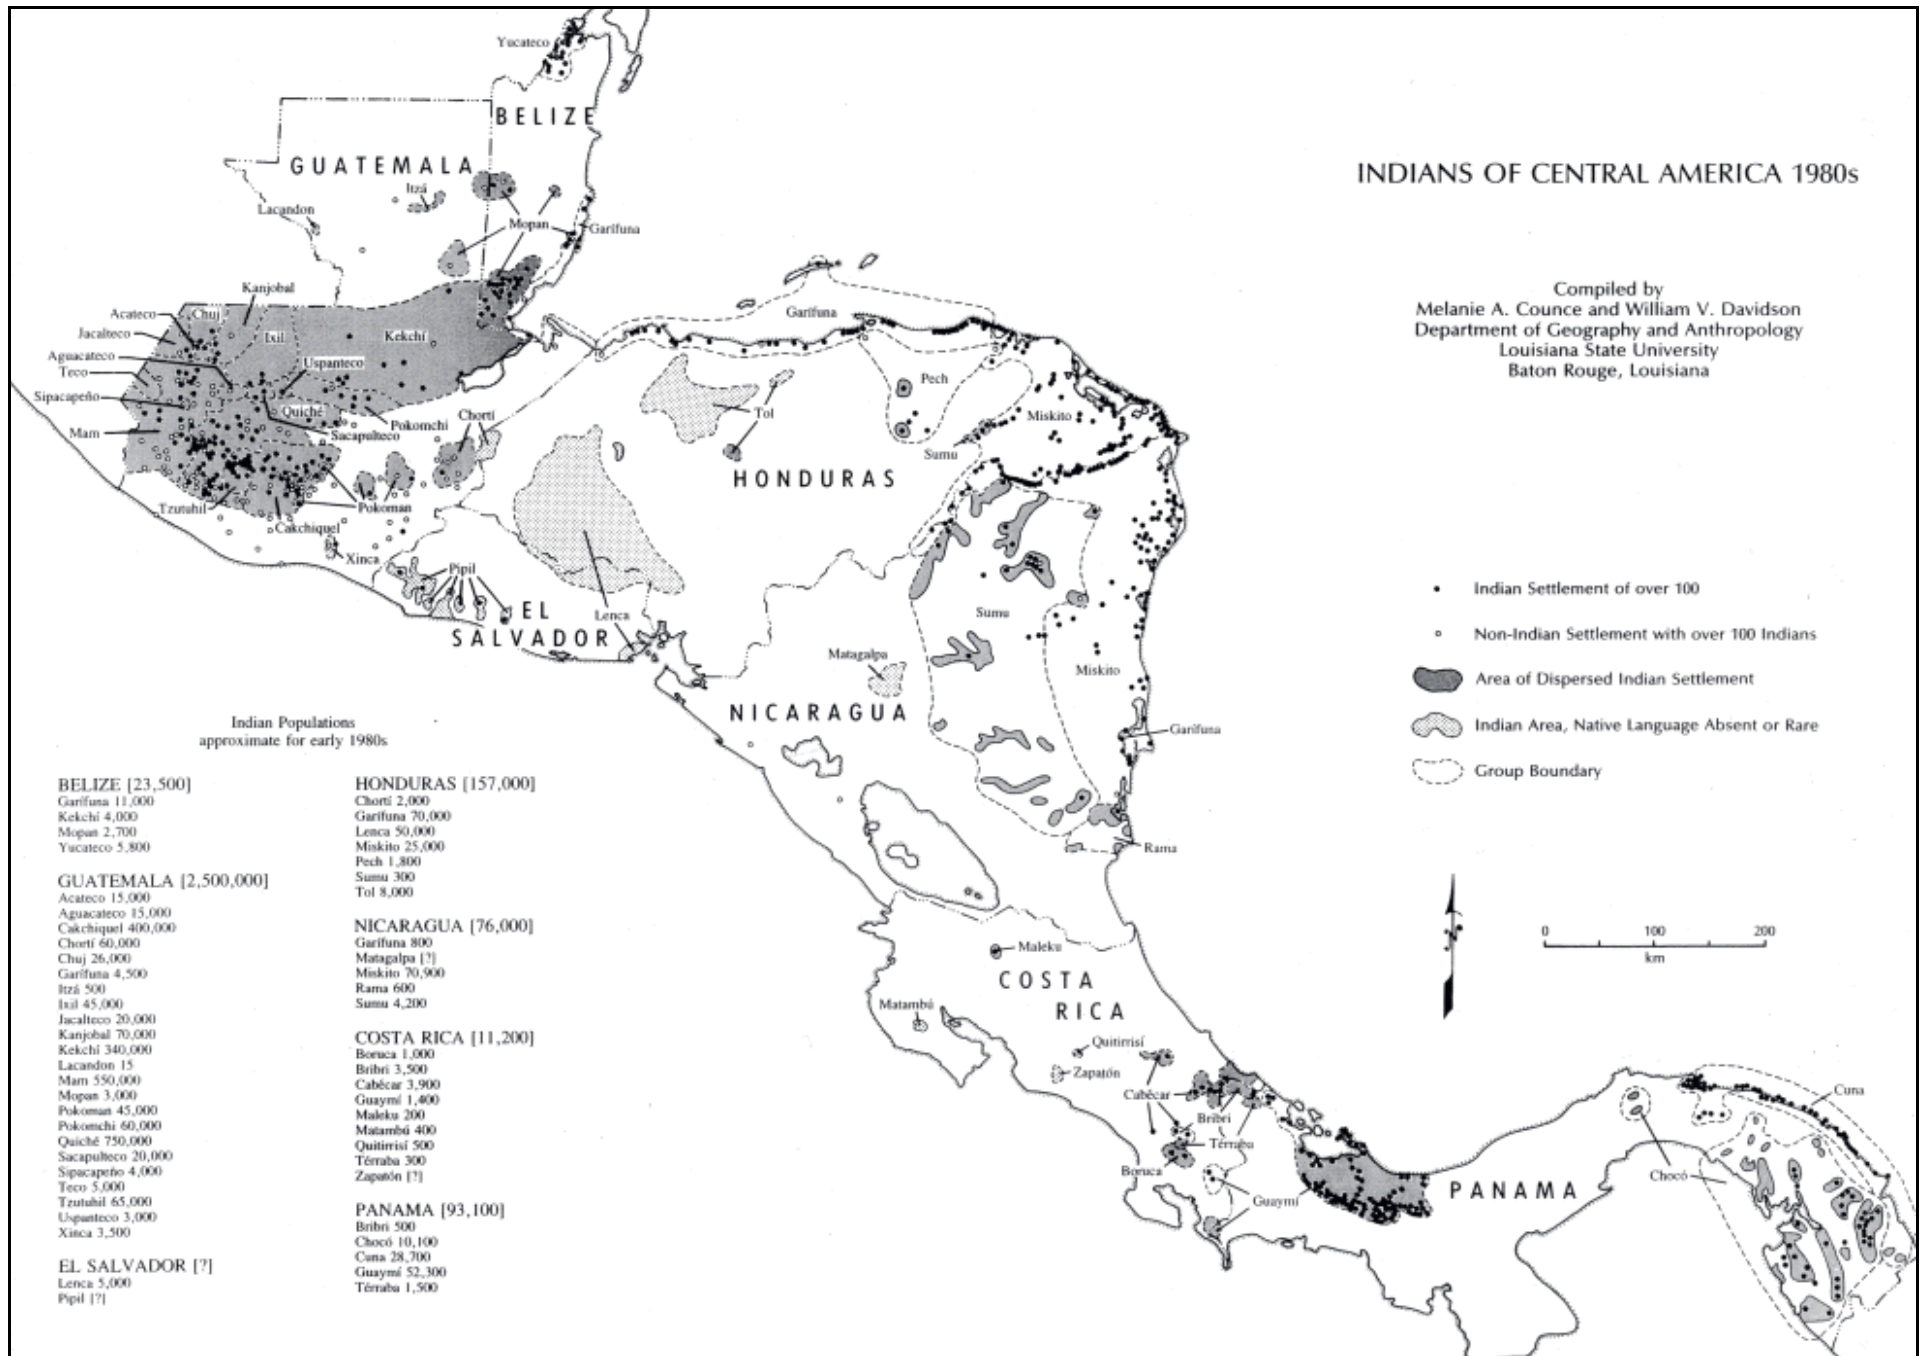 INDIANS OF CENTRAL AMERICA 1980s
Compiled by
Melanie A. Counce and William V. Davidson
Department of Geography and Anthropology
Louisiana State University
Baton Rouge, Louisiana
Yucateco
BELIZE
GUATEMALA
Itzá
Lacandon
Mopan
Garífuna
Kanjobal
Acateco
Chuj
Jacalteco
Ixil
Kekchí
Aguacateco
Teco
Uspanteco
Sipacapeño
Quiché
Chortí
Mam
Pokomchi
Sacapulteco
Tzutuhil
Pokoman
Cakchiquel
Xinca
Pipil
EL
SALVADOR
Lenca
Garífuna
Pech
Tol
Miskito
Sumu
HONDURAS
Sumu
Matagalpa
Miskito
NICARAGUA
Garífuna
Rama
Maleku
COSTA
RICA
Matambú
Quitirrisí
Zapatón
Cabécar
Bribri
Térraba
Boruca
Guaymí
PANAMA
Cuna
Chocó
Indian Settlement of over 100
Non-Indian Settlement with over 100 Indians
Area of Dispersed Indian Settlement
Indian Area, Native Language Absent or Rare
Group Boundary
N
0 100 200
km
Indian Populations
approximate for early 1980s
BELIZE [23,500]
Garífuna 11,000
Kekchí 4,000
Mopan 2,700
Yucateco 5,800
GUATEMALA [2,500,000]
Acateco 15,000
Aguacateco 15,000
Cakchiquel 400,000
Chortí 60,000
Chuj 26,000
Garífuna 4,500
Itzá 500
Ixil 45,000
Jacalteco 20,000
Kanjobal 70,000
Kekchí 340,000
Lacandon 15
Mam 550,000
Mopan 3,000
Pokoman 45,000
Pokomchi 60,000
Quiché 750,000
Sacapulteco 20,000
Sipacapeño 4,000
Teco 5,000
Tzutuhil 65,000
Uspanteco 3,000
Xinca 3,500
EL SALVADOR [?]
Lenca 5,000
Pipil [?]
HONDURAS [157,000]
Chortí 2,000
Garífuna 70,000
Lenca 50,000
Miskito 25,000
Pech 1,800
Sumu 300
Tol 8,000
NICARAGUA [76,000]
Garífuna 800
Matagalpa [?]
Miskito 70,900
Rama 600
Sumu 4,200
COSTA RICA [11,200]
Boruca 1,000
Bribri 3,500
Cabécar 3,900
Guaymí 1,400
Maleku 200
Matambú 400
Quitirrisí 500
Térraba 300
Zapatón [?]
PANAMA [93,100]
Bribri 500
Chocó 10,100
Cuna 28,700
Guaymí 52,300
Térraba 1,500